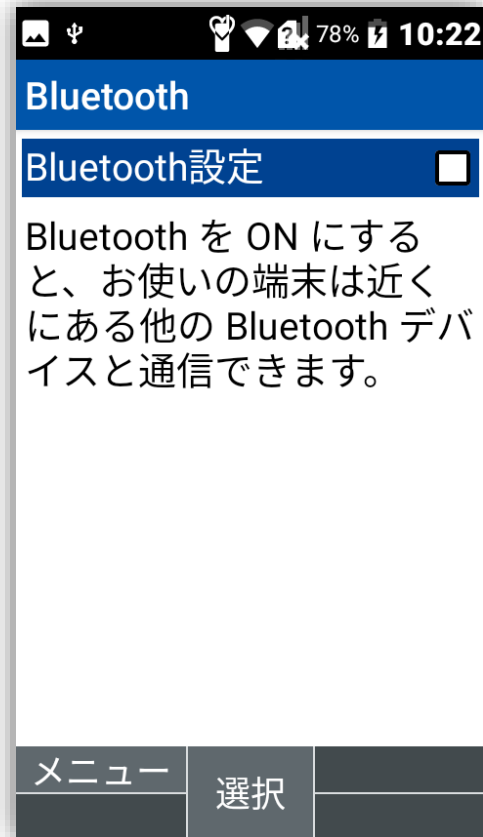 78% 10:22
Bluetooth
Bluetooth設定
Bluetooth を ON にする
と、お使いの端末は近く
にある他の Bluetooth デバ
イスと通信できます。
メニュー
選択